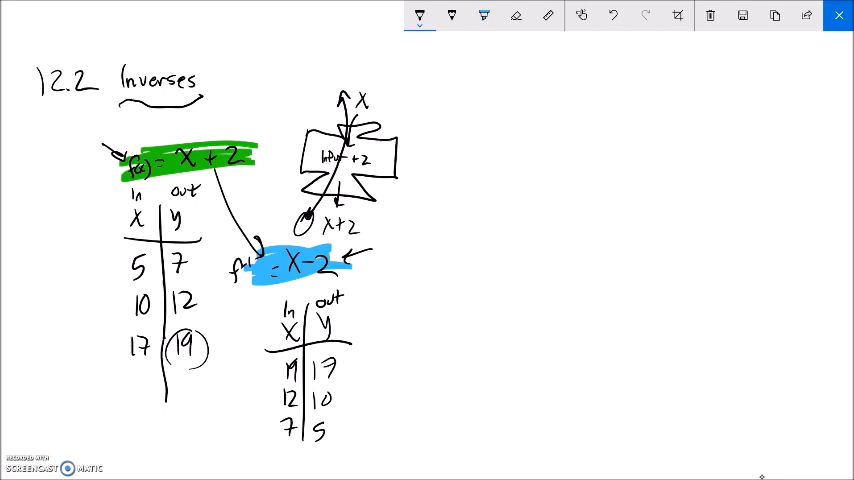 12.2 Inverses
x
f(x) = x + 2
Input + 2
In out
x y
x+2
5 7
f⁻¹ = x - 2
10 12
In out
x y
17 19
19 17
12 10
7 5
RECORDED WITH
SCREENCAST MATIC